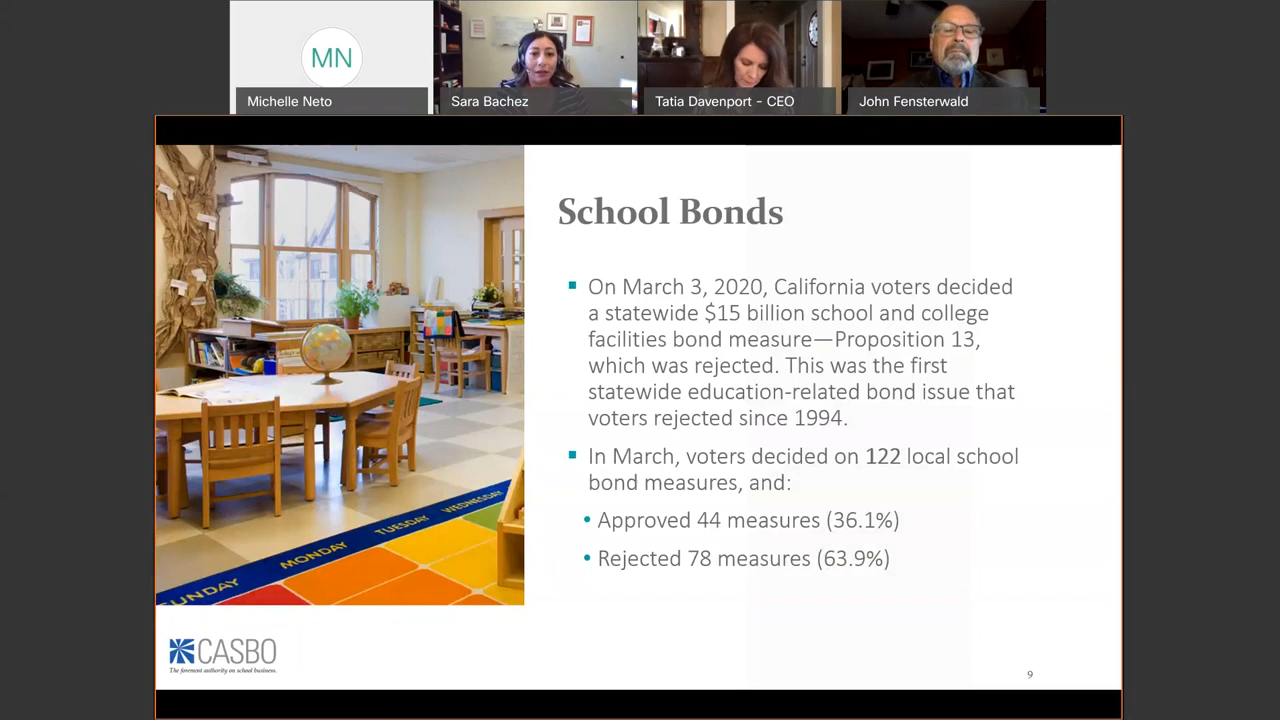 MN
Michelle Neto
Sara Bachez
Tatia Davenport - CEO
John Fensterwald
School Bonds
▪ On March 3, 2020, California voters decided
a statewide $15 billion school and college
facilities bond measure—Proposition 13,
which was rejected. This was the first
statewide education-related bond issue that
voters rejected since 1994.
▪ In March, voters decided on 122 local school
bond measures, and:
• Approved 44 measures (36.1%)
• Rejected 78 measures (63.9%)
SUNDAY MONDAY TUESDAY WEDNESDAY
CASBO
The foremost authority on school business.
9